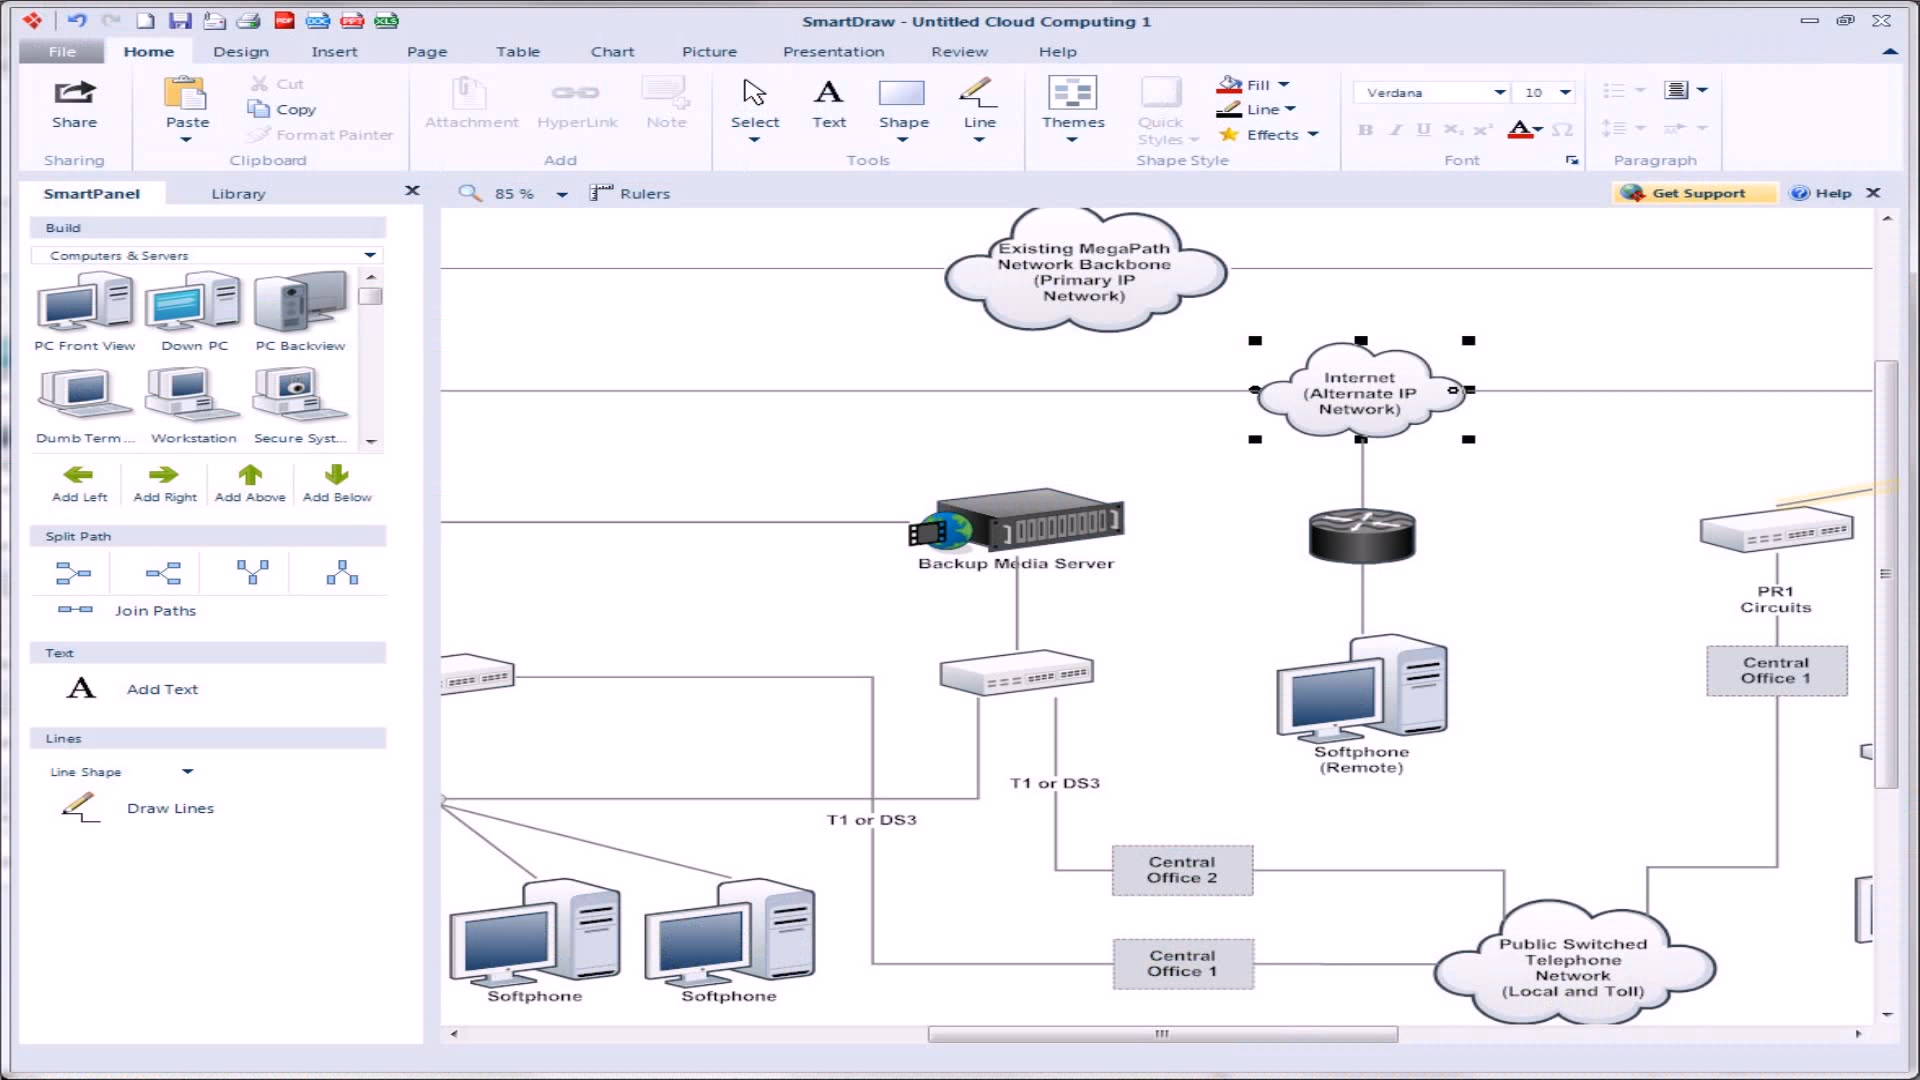 SmartDraw - Untitled Cloud Computing 1
PDF
DOC
PPT
XLS
File
Home
Design
Insert
Page
Table
Chart
Picture
Presentation
Review
Help
Share
Sharing
Paste
Cut
Copy
Format Painter
Clipboard
Attachment
HyperLink
Note
Add
Select
Text
Shape
Line
Tools
Themes
Quick
Styles
Fill
Line
Effects
Shape Style
Verdana
10
B I U X₂ X² A Ω
Font
Paragraph
SmartPanel
Library
85 %
Rulers
Get Support
Help
Build
Computers & Servers
PC Front View
Down PC
PC Backview
Dumb Term ...
Workstation
Secure Syst...
Add Left
Add Right
Add Above
Add Below
Split Path
Join Paths
Text
A
Add Text
Lines
Line Shape
Draw Lines
Existing MegaPath
Network Backbone
(Primary IP
Network)
Internet
(Alternate IP
Network)
Backup Media Server
PR1
Circuits
Central
Office 1
Softphone
(Remote)
T1 or DS3
T1 or DS3
Central
Office 2
Central
Office 1
Public Switched
Telephone
Network
(Local and Toll)
Softphone
Softphone